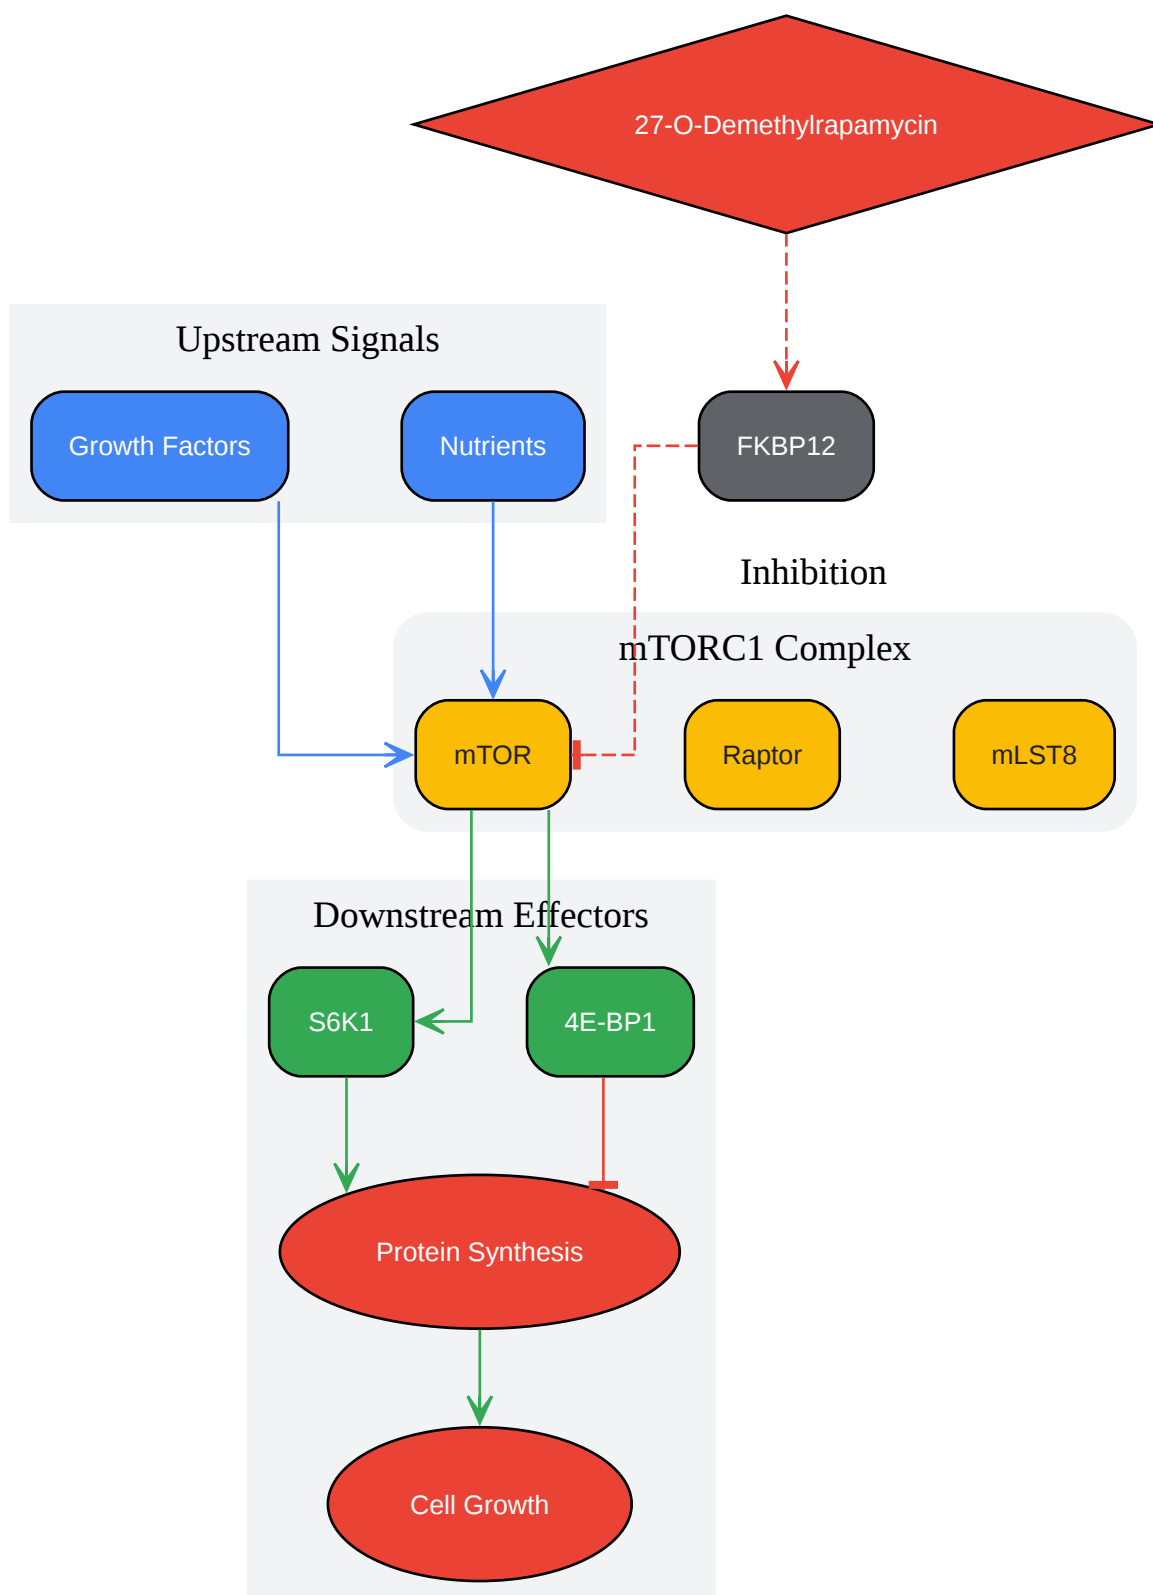 27-O-Demethylrapamycin
Upstream Signals
Growth Factors
Nutrients
FKBP12
Inhibition
mTORC1 Complex
mTOR
Raptor
mLST8
Downstream Effectors
S6K1
4E-BP1
Protein Synthesis
Cell Growth